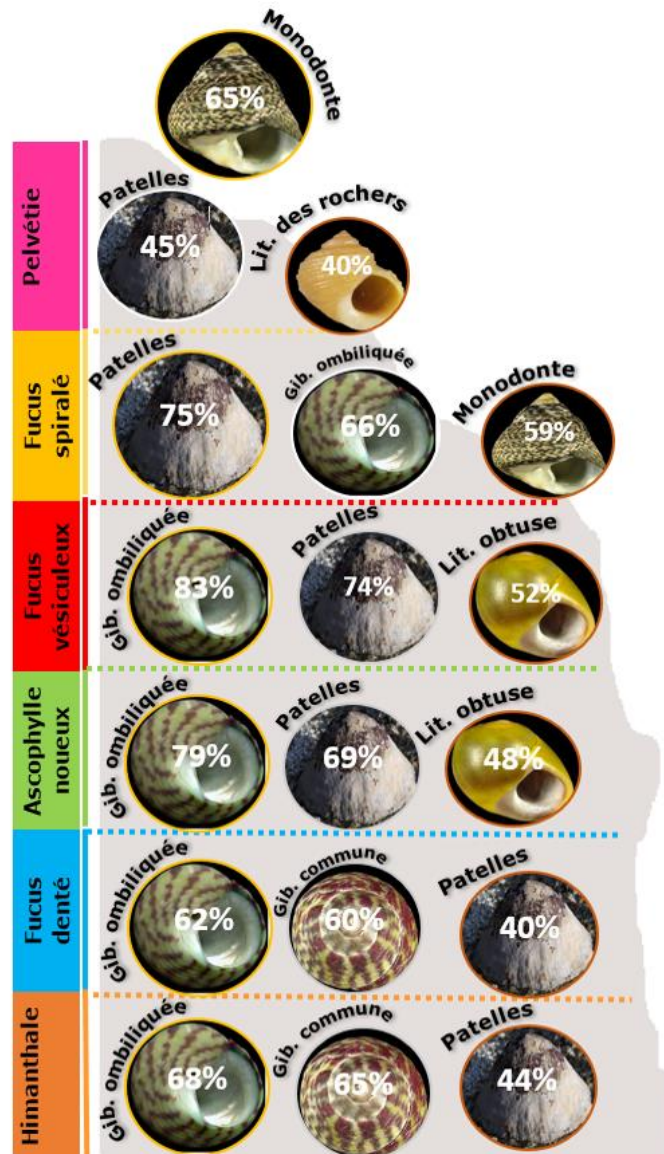 Monodonte
65%
Pelvétie
Patelles
45%
Lit. des rochers
40%
Fucus
spiralé
Patelles
75%
Gib. ombiliquée
66%
Monodonte
59%
Fucus
vésiculeux
Gib. ombiliquée
83%
Patelles
74%
Lit. obtuse
52%
Ascophylle
noueux
Gib. ombiliquée
79%
Patelles
69%
Lit. obtuse
48%
Fucus
denté
Gib. ombiliquée
62%
Gib. commune
60%
Patelles
40%
Himanthale
Gib. ombiliquée
68%
Gib. commune
65%
Patelles
44%